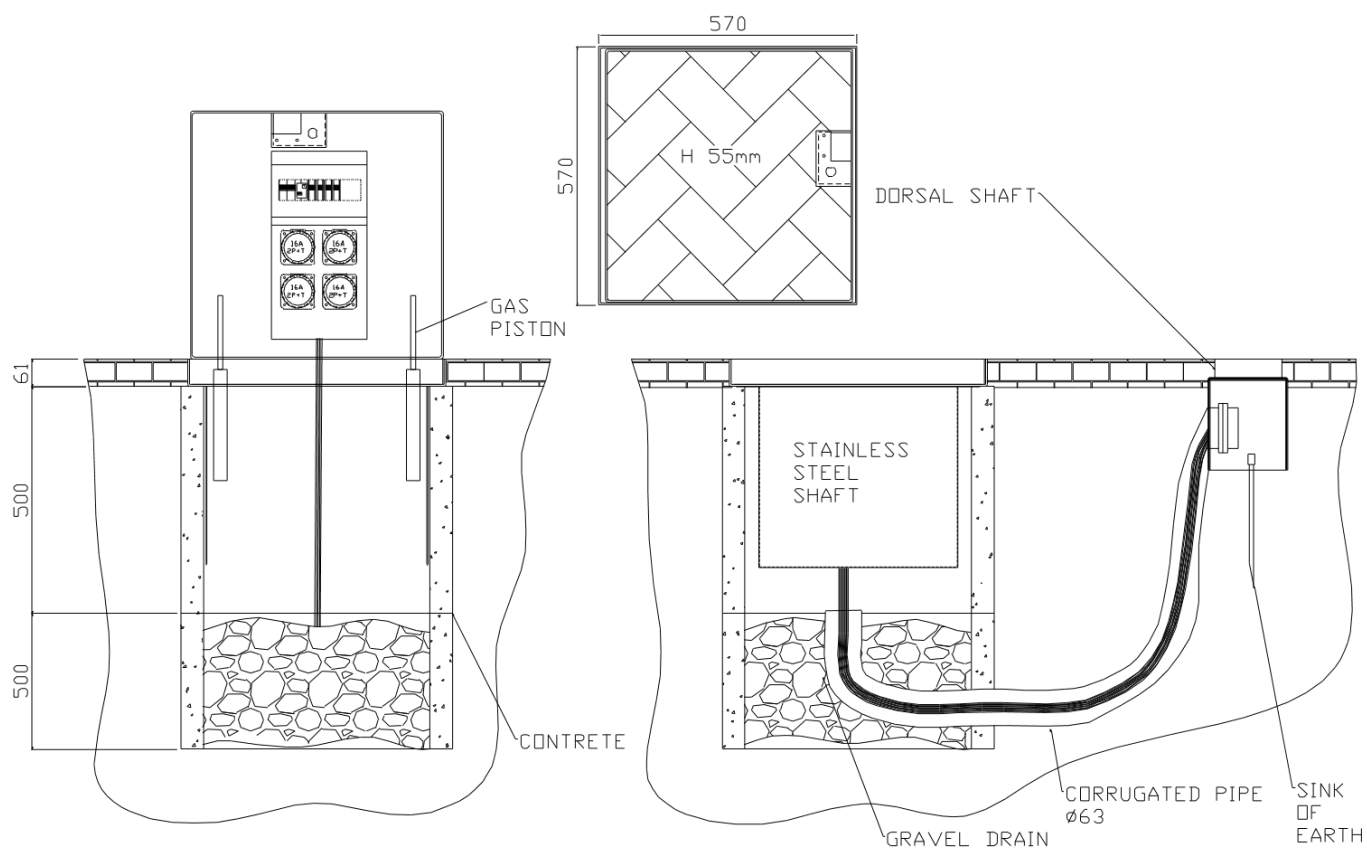 570
570
H 55mm
DORSAL SHAFT
16A
2P+T
16A
2P+T
16A
2P+T
16A
2P+T
GAS
PISTON
61
500
500
STAINLESS
STEEL
SHAFT
CONTRETE
CORRUGATED PIPE
Ø63
GRAVEL DRAIN
SINK
OF
EARTH